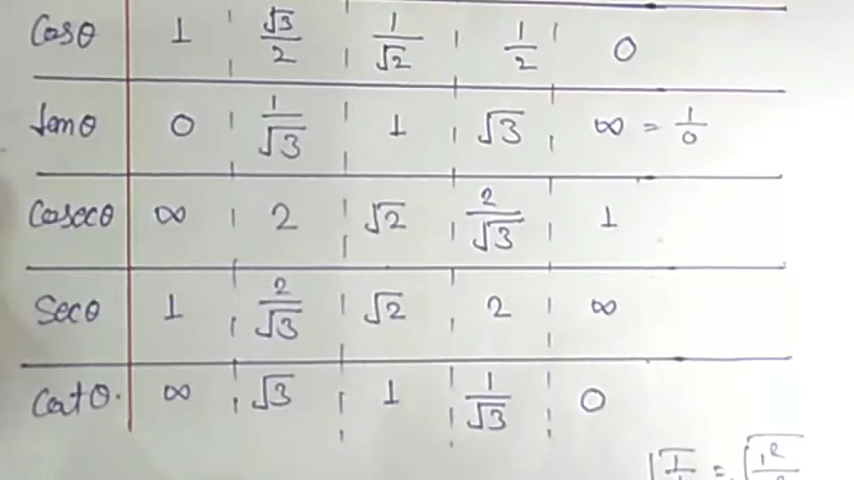 Cosθ 1 √3/2 1/√2 1/2 0
tanθ 0 1/√3 1 √3 ∞ = 1/0
Cosecθ ∞ 2 √2 2/√3 1
Secθ 1 2/√3 √2 2 ∞
Cotθ. ∞ √3 1 1/√3 0